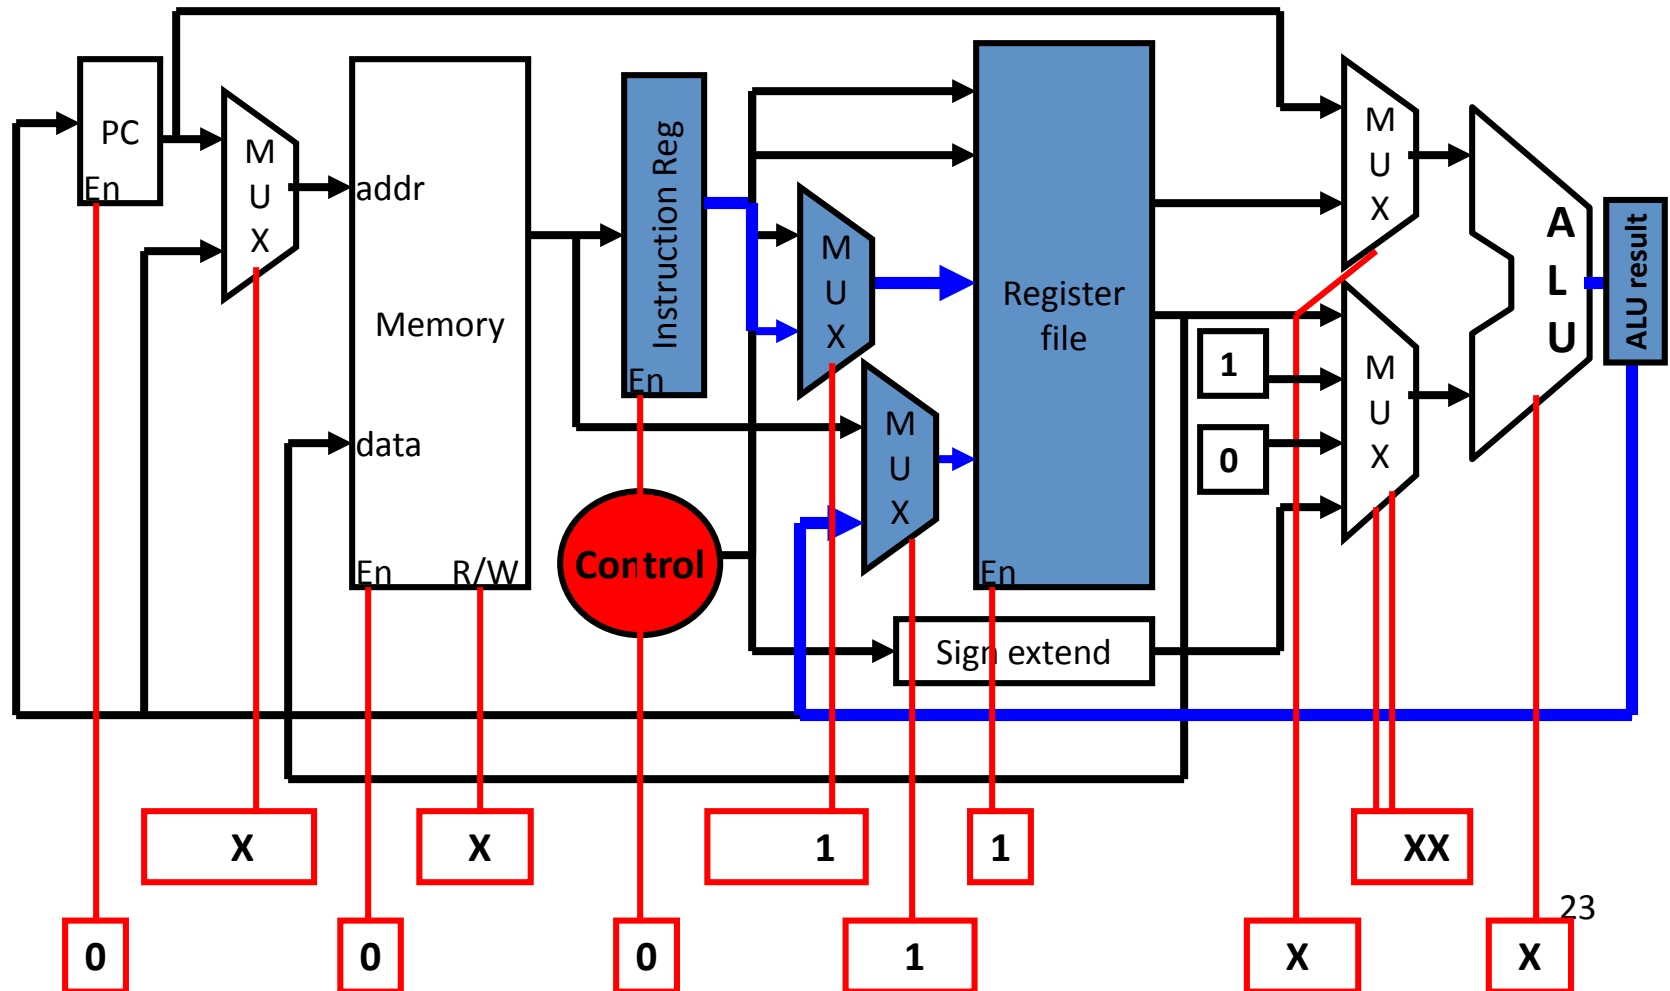 PC
En
M
U
X
addr
data
Memory
En
R/W
Instruction Reg
En
Control
M
U
X
M
U
X
Register
file
En
Sign extend
1
0
M
U
X
M
U
X
A
L
U
ALU result
X
X
1
1
XX
23
0
0
0
1
X
X